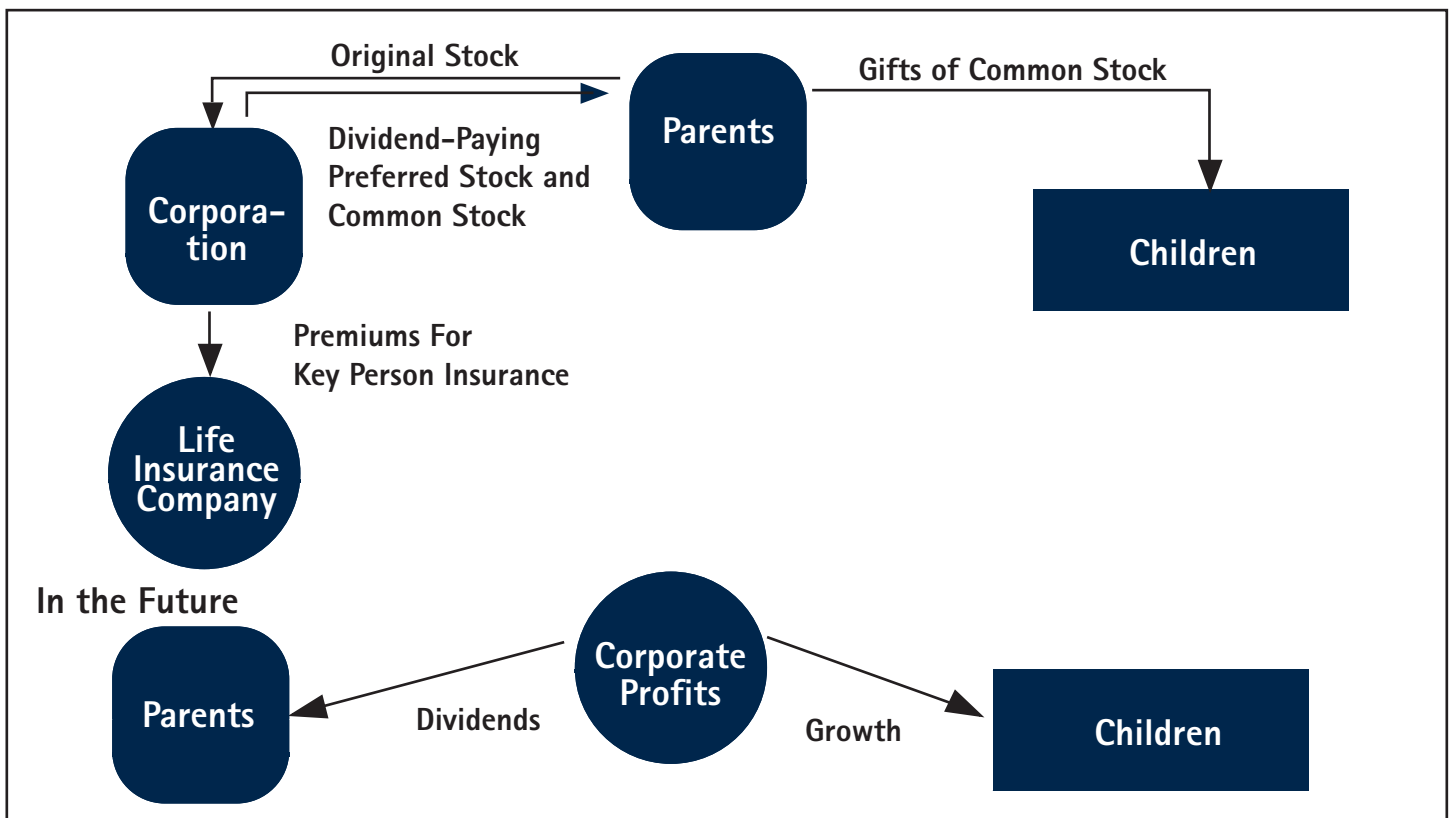 Original Stock
Gifts of Common Stock
Parents
Dividend-Paying
Preferred Stock and
Common Stock
Corpora-
tion
Children
Premiums For
Key Person Insurance
Life
Insurance
Company
In the Future
Parents
Dividends
Corporate
Profits
Growth
Children